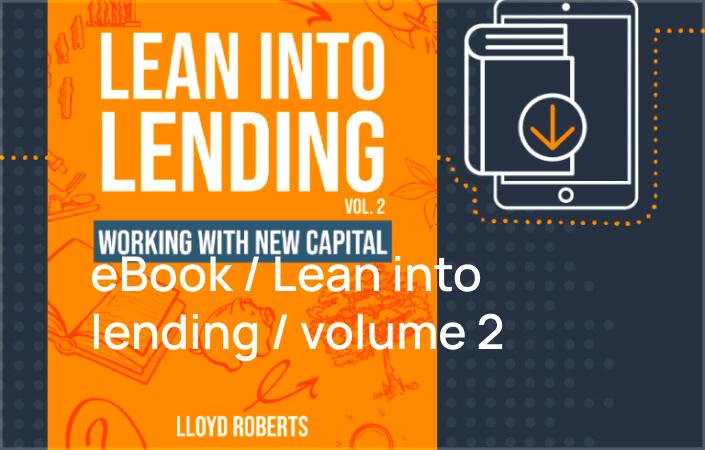 LEAN INTO
LENDING
VOL. 2
WORKING WITH NEW CAPITAL
eBook / Lean into
lending / volume 2
LLOYD ROBERTS